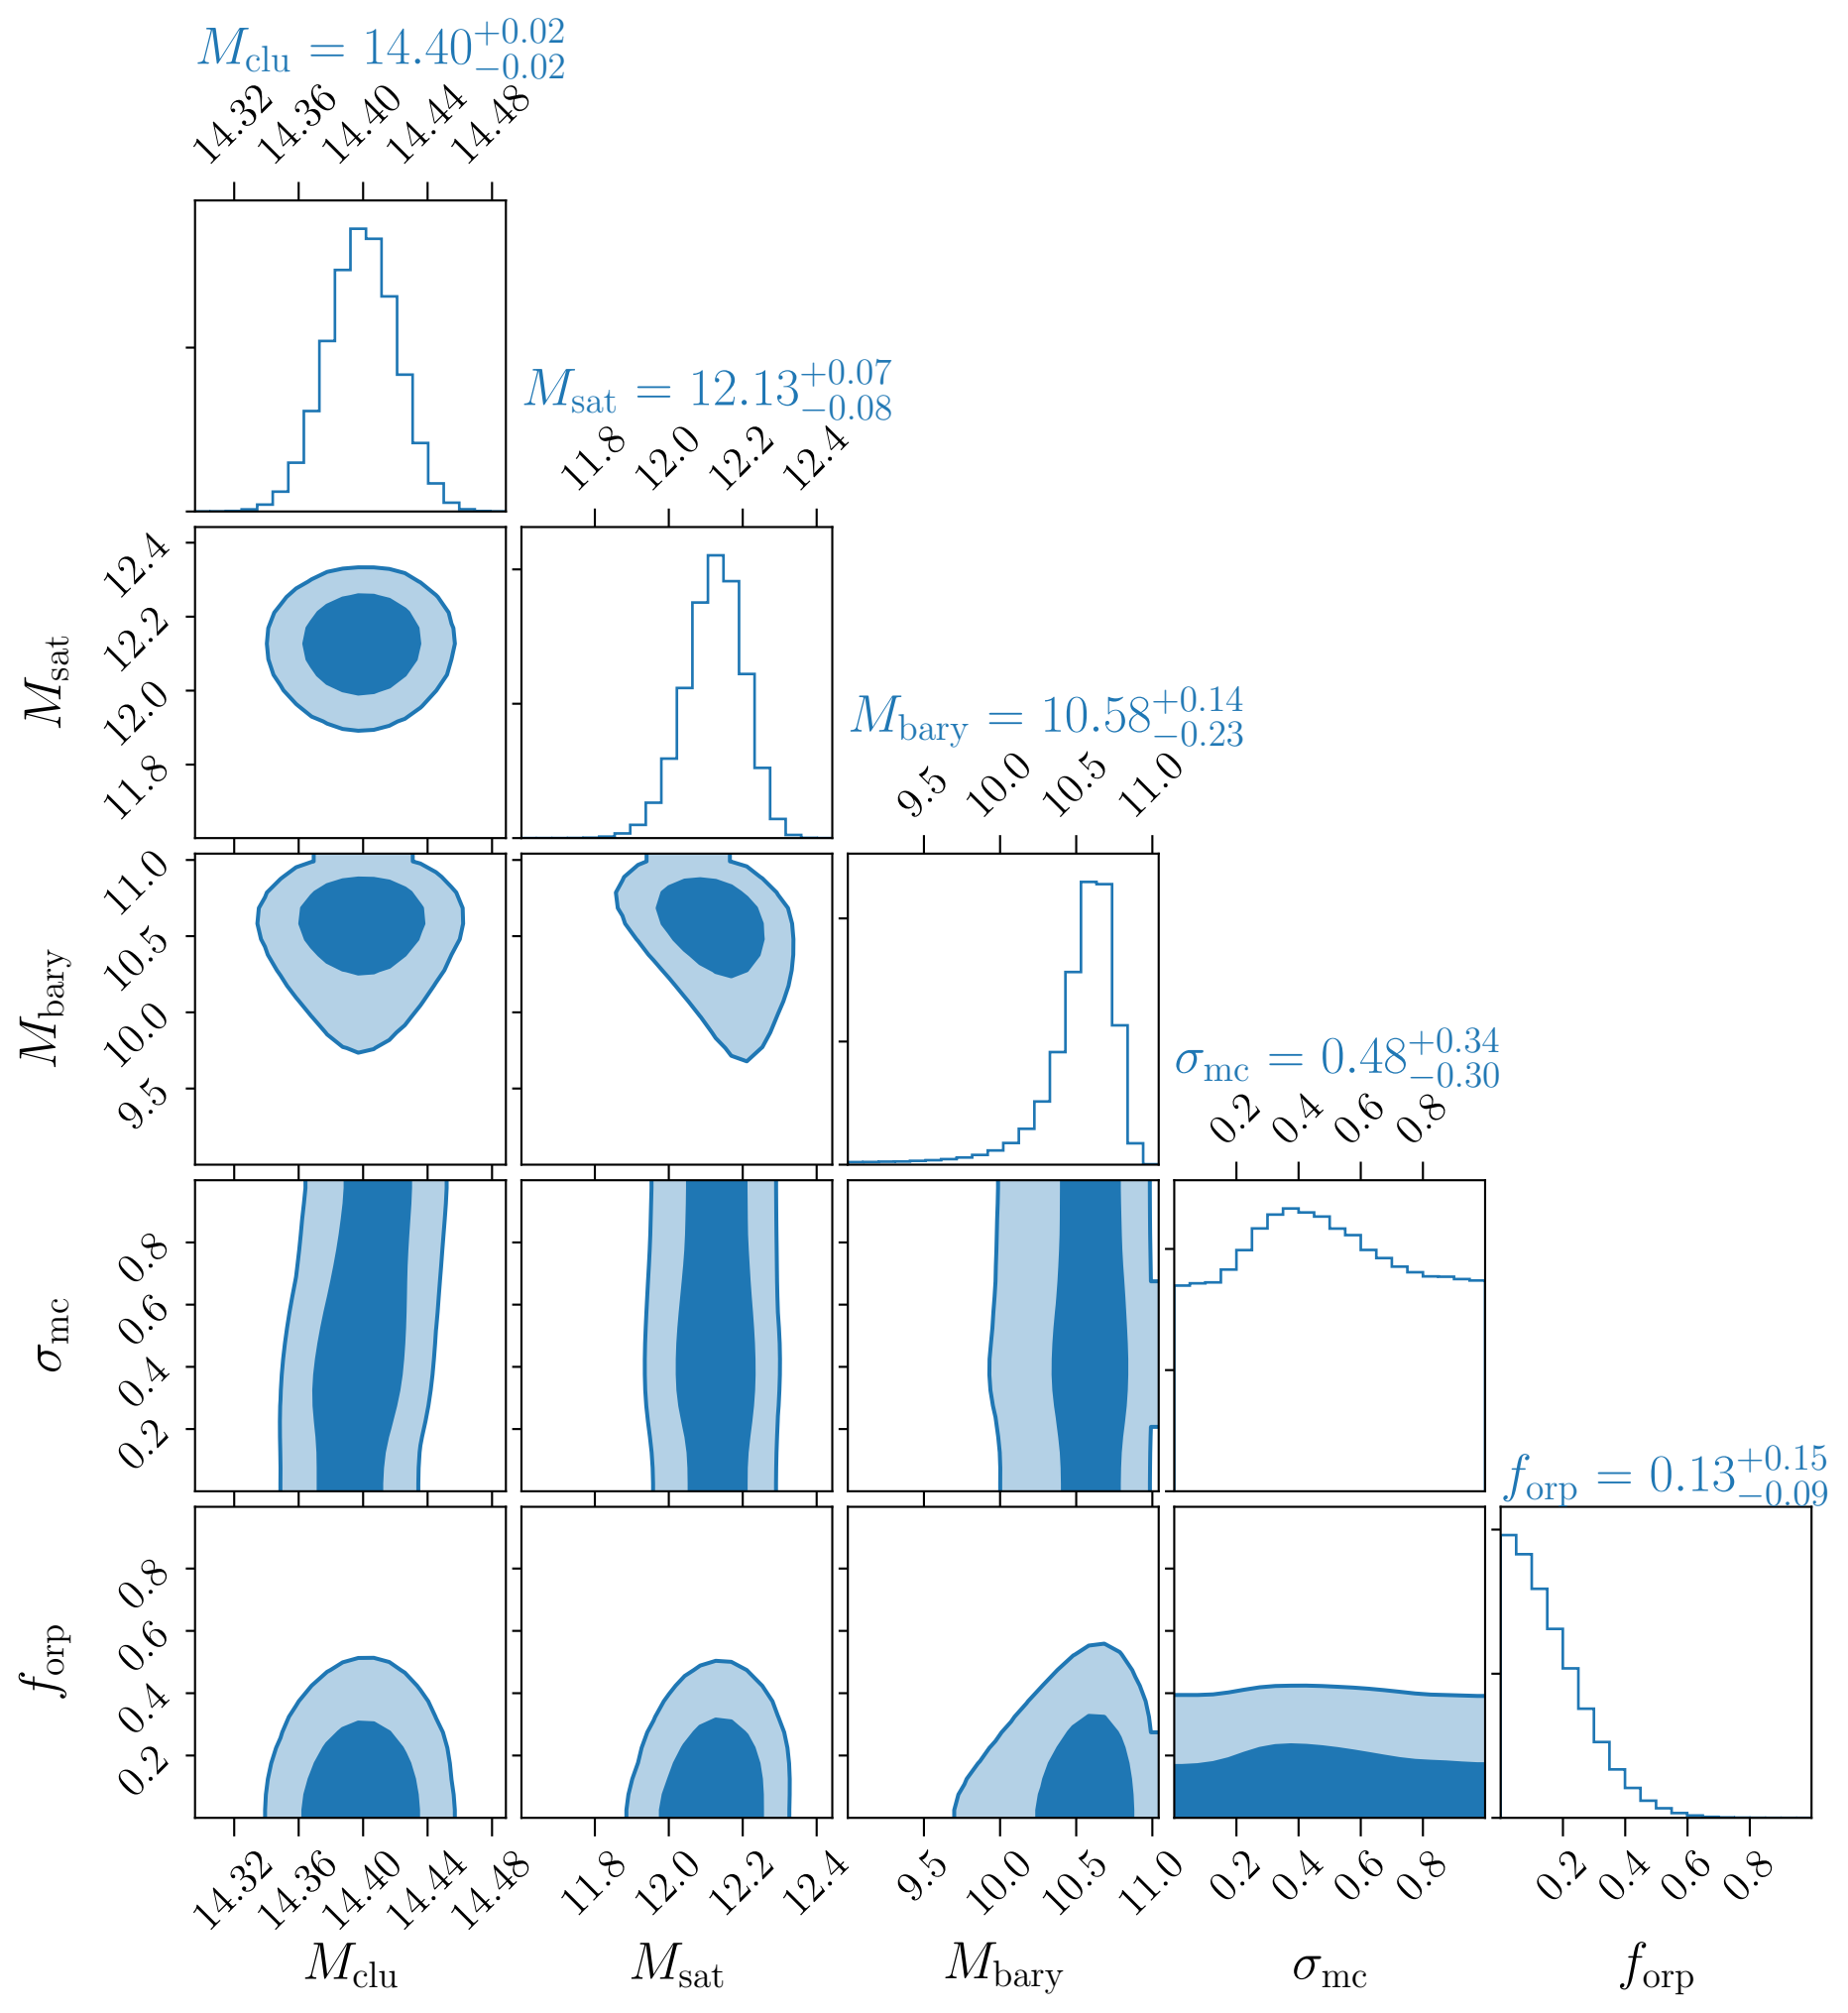 M_clu = 14.40^{+0.02}_{-0.02}
14.32 14.36 14.40 14.44 14.48
M_sat = 12.13^{+0.07}_{-0.08}
11.8 12.0 12.2 12.4
M_sat
12.4
12.2
12.0
11.8
M_bary = 10.58^{+0.14}_{-0.23}
9.5 10.0 10.5 11.0
M_bary
11.0
10.5
10.0
9.5
σ_mc = 0.48^{+0.34}_{-0.30}
0.2 0.4 0.6 0.8
σ_mc
0.8
0.6
0.4
0.2
f_orp = 0.13^{+0.15}_{-0.09}
f_orp
0.8
0.6
0.4
0.2
14.32 14.36 14.40 14.44 14.48 11.8 12.0 12.2 12.4 9.5 10.0 10.5 11.0 0.2 0.4 0.6 0.8 0.2 0.4 0.6 0.8
M_clu M_sat M_bary σ_mc f_orp